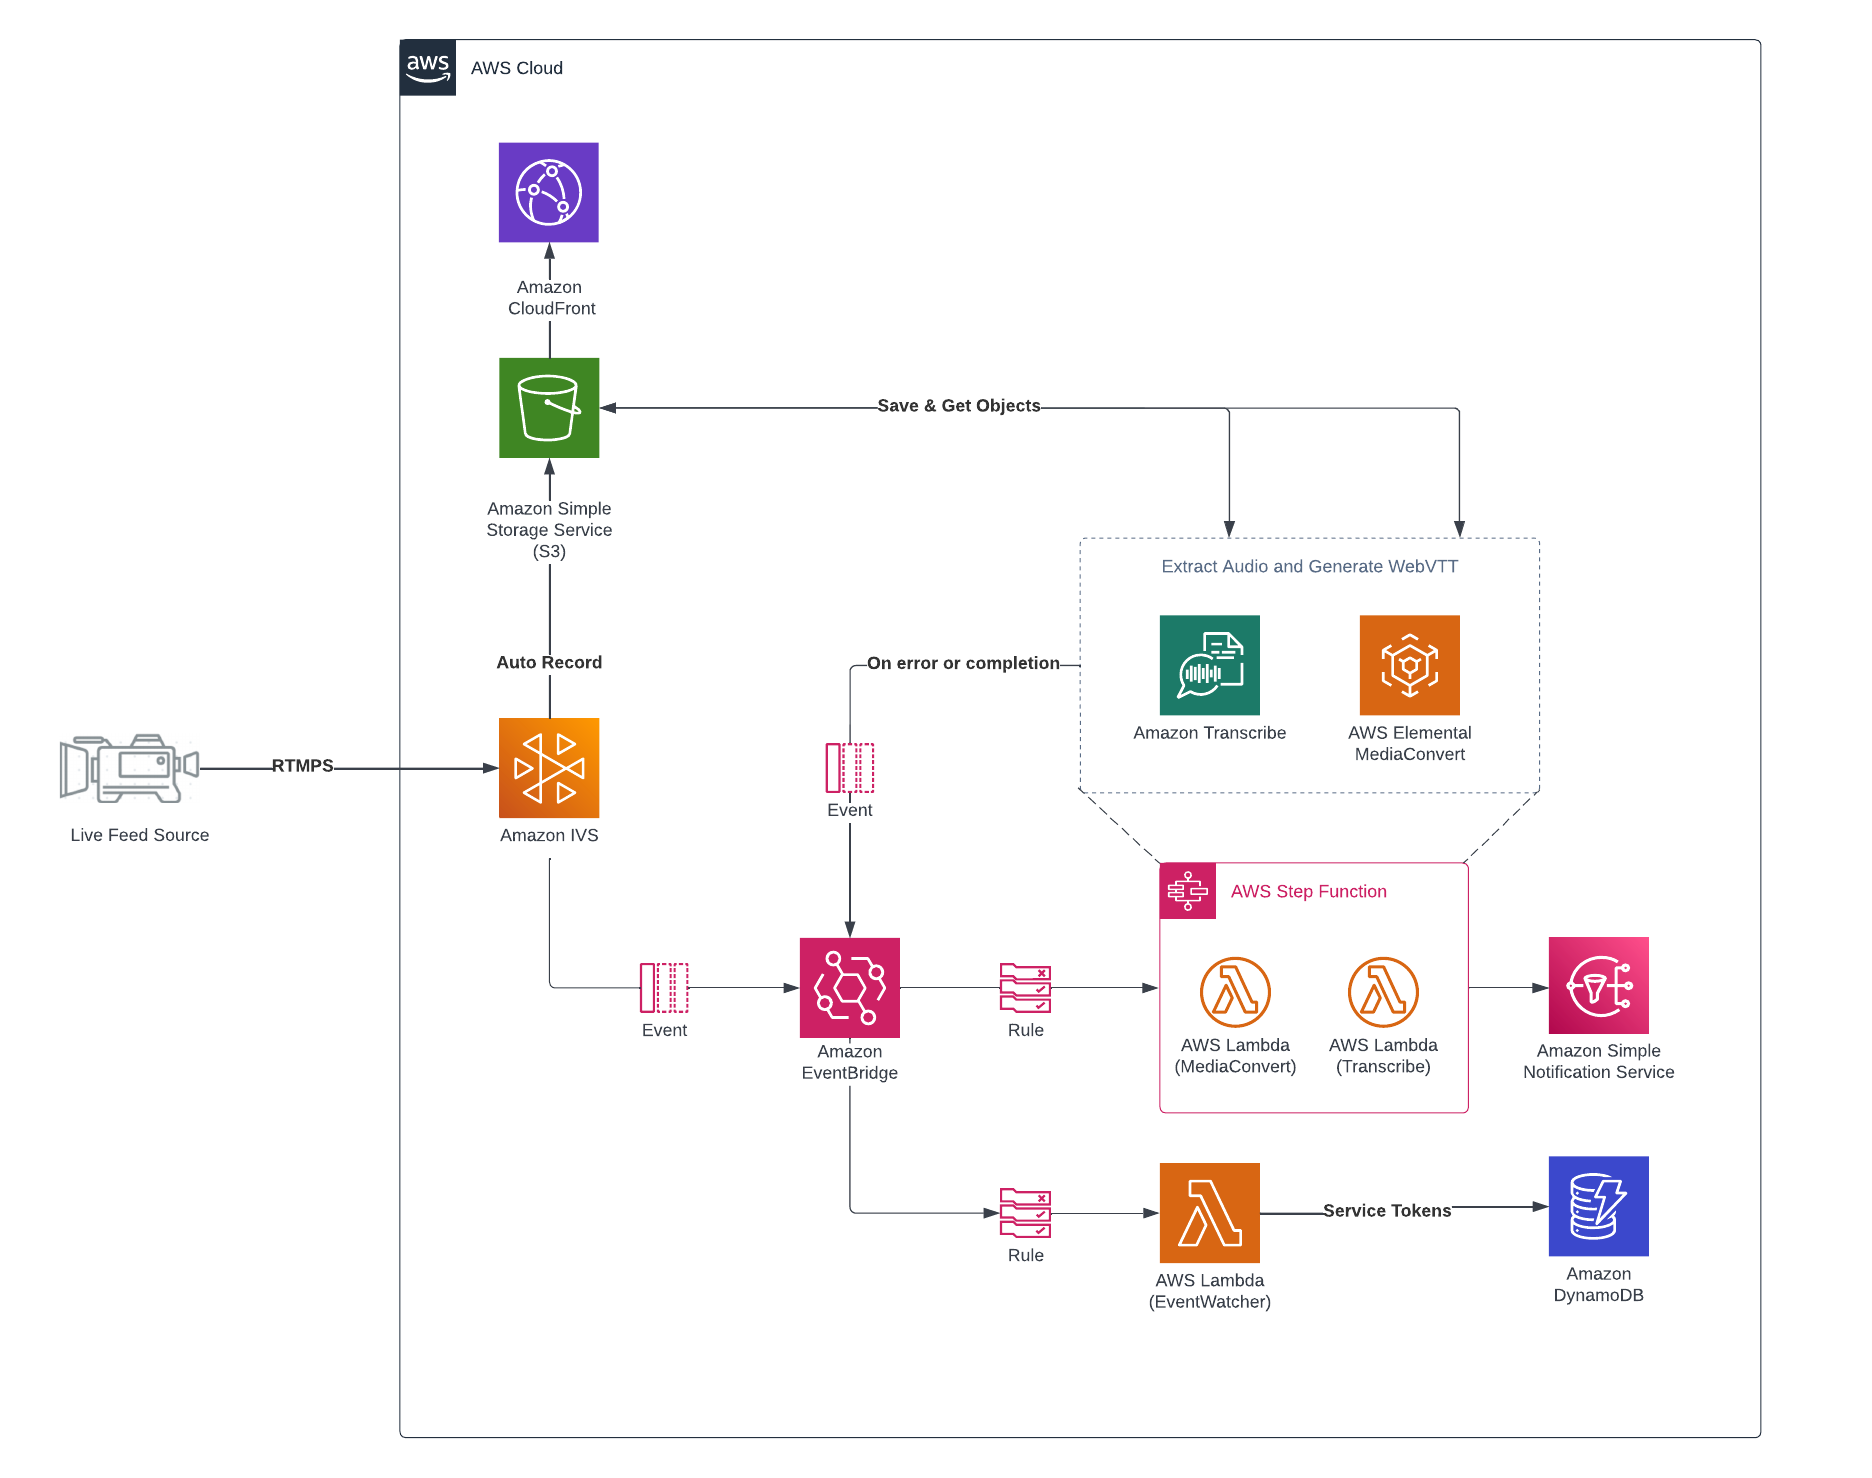 aws
AWS Cloud
Amazon
CloudFront
Save & Get Objects
Amazon Simple
Storage Service
(S3)
Extract Audio and Generate WebVTT
Auto Record
On error or completion
Amazon Transcribe
AWS Elemental
MediaConvert
RTMPS
Live Feed Source
Amazon IVS
Event
AWS Step Function
Event
Amazon
EventBridge
Rule
AWS Lambda
(MediaConvert)
AWS Lambda
(Transcribe)
Amazon Simple
Notification Service
Rule
AWS Lambda
(EventWatcher)
Service Tokens
Amazon
DynamoDB